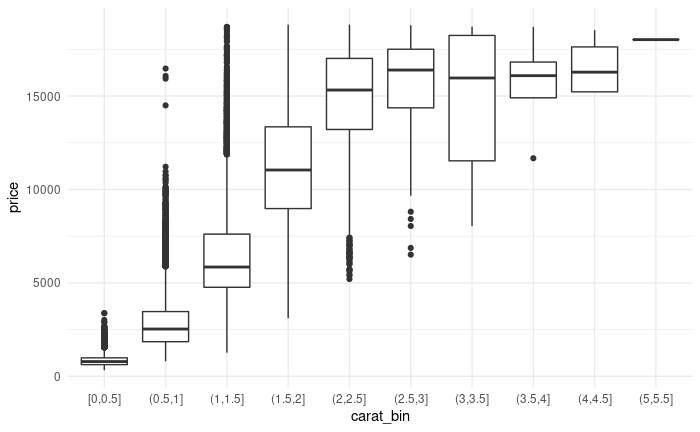 price
15000
10000
5000
0
[0,0.5] (0.5,1] (1,1.5] (1.5,2] (2,2.5] (2.5,3] (3,3.5] (3.5,4] (4,4.5] (5,5.5]
carat_bin